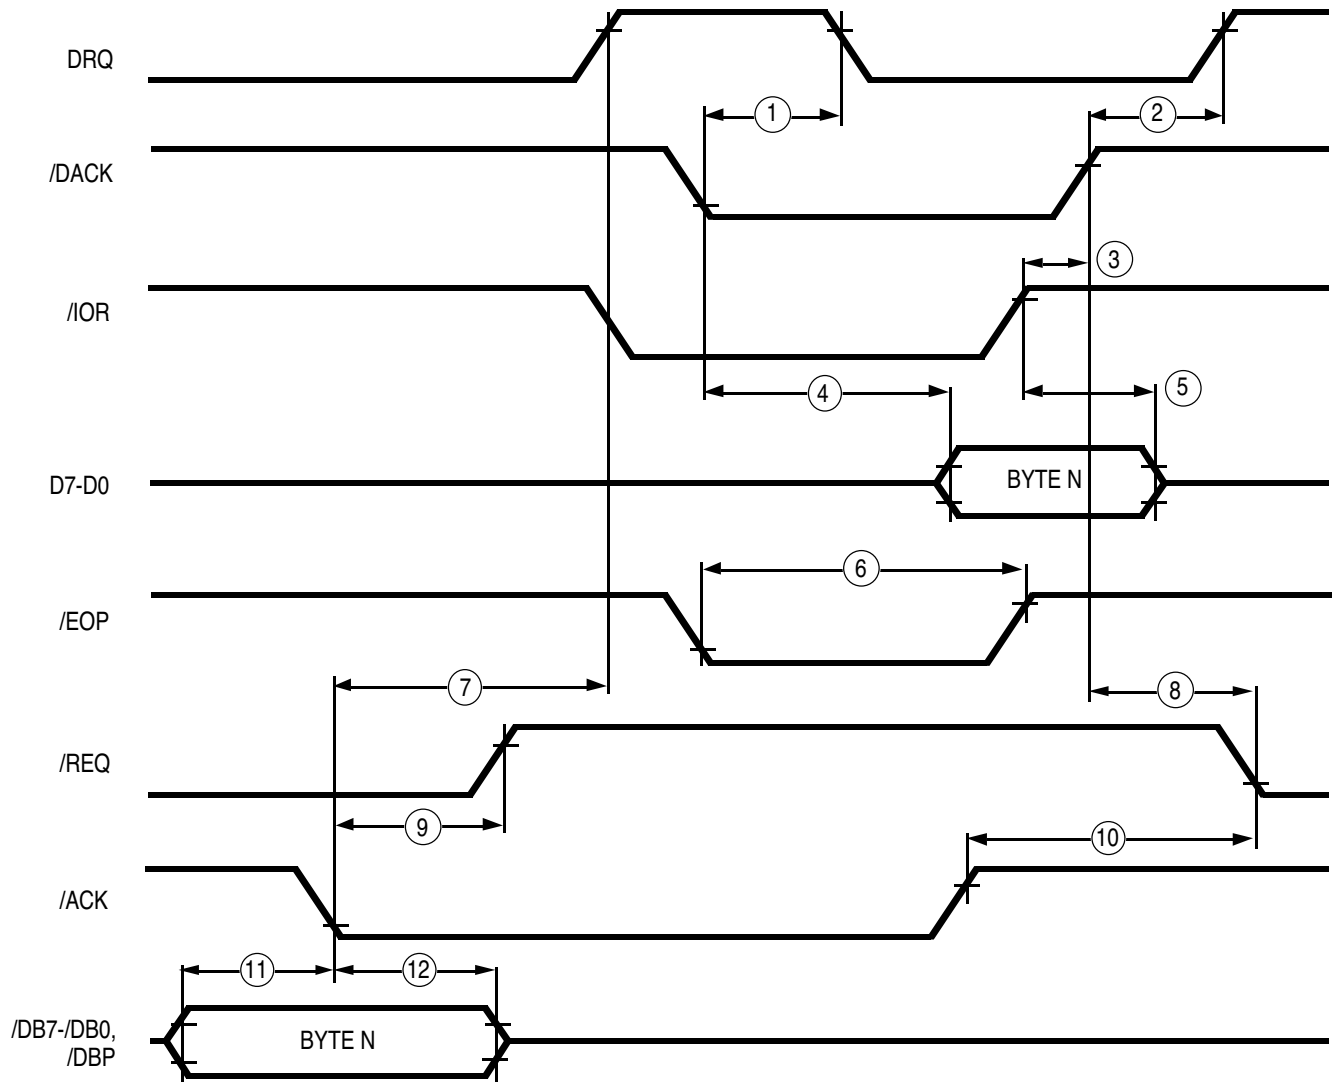 DRQ
1
2
/DACK
3
/IOR
4
5
D7-D0
BYTE N
6
/EOP
7
8
/REQ
9
10
/ACK
11
12
/DB7-/DB0,
/DBP
BYTE N